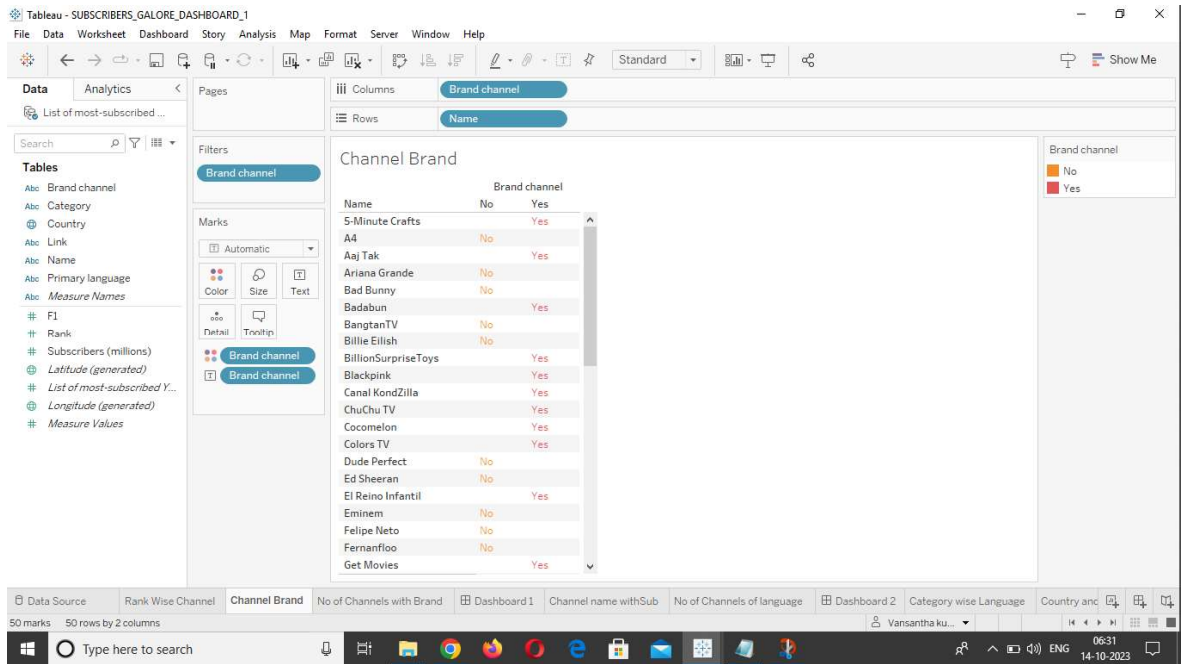 Tableau - SUBSCRIBERS_GALORE_DASHBOARD_1
File Data Worksheet Dashboard Story Analysis Map Format Server Window Help
Standard
Show Me
Data Analytics
List of most-subscribed ...
Search
Tables
Abc Brand channel
Abc Category
Country
Abc Link
Abc Name
Abc Primary language
Abc Measure Names
# F1
# Rank
# Subscribers (millions)
Latitude (generated)
# List of most-subscribed Y...
Longitude (generated)
# Measure Values
Pages
Filters
Brand channel
Marks
T Automatic
Color Size T Text
Detail Tooltip
Brand channel
T Brand channel
iii Columns Brand channel
Rows Name
Channel Brand
Brand channel
Name No Yes
5-Minute Crafts Yes
A4 No
Aaj Tak Yes
Ariana Grande No
Bad Bunny No
Badabun Yes
BangtanTV No
Billie Eilish No
BillionSurpriseToys Yes
Blackpink Yes
Canal KondZilla Yes
ChuChu TV Yes
Cocomelon Yes
Colors TV Yes
Dude Perfect No
Ed Sheeran No
El Reino Infantil Yes
Eminem No
Felipe Neto No
Fernanfloo No
Get Movies Yes
Brand channel
No
Yes
Data Source Rank Wise Channel Channel Brand No of Channels with Brand Dashboard 1 Channel name withSub No of Channels of language Dashboard 2 Category wise Language Country anc
50 marks 50 rows by 2 columns Vansantha ku...
Type here to search ENG 06:31
14-10-2023